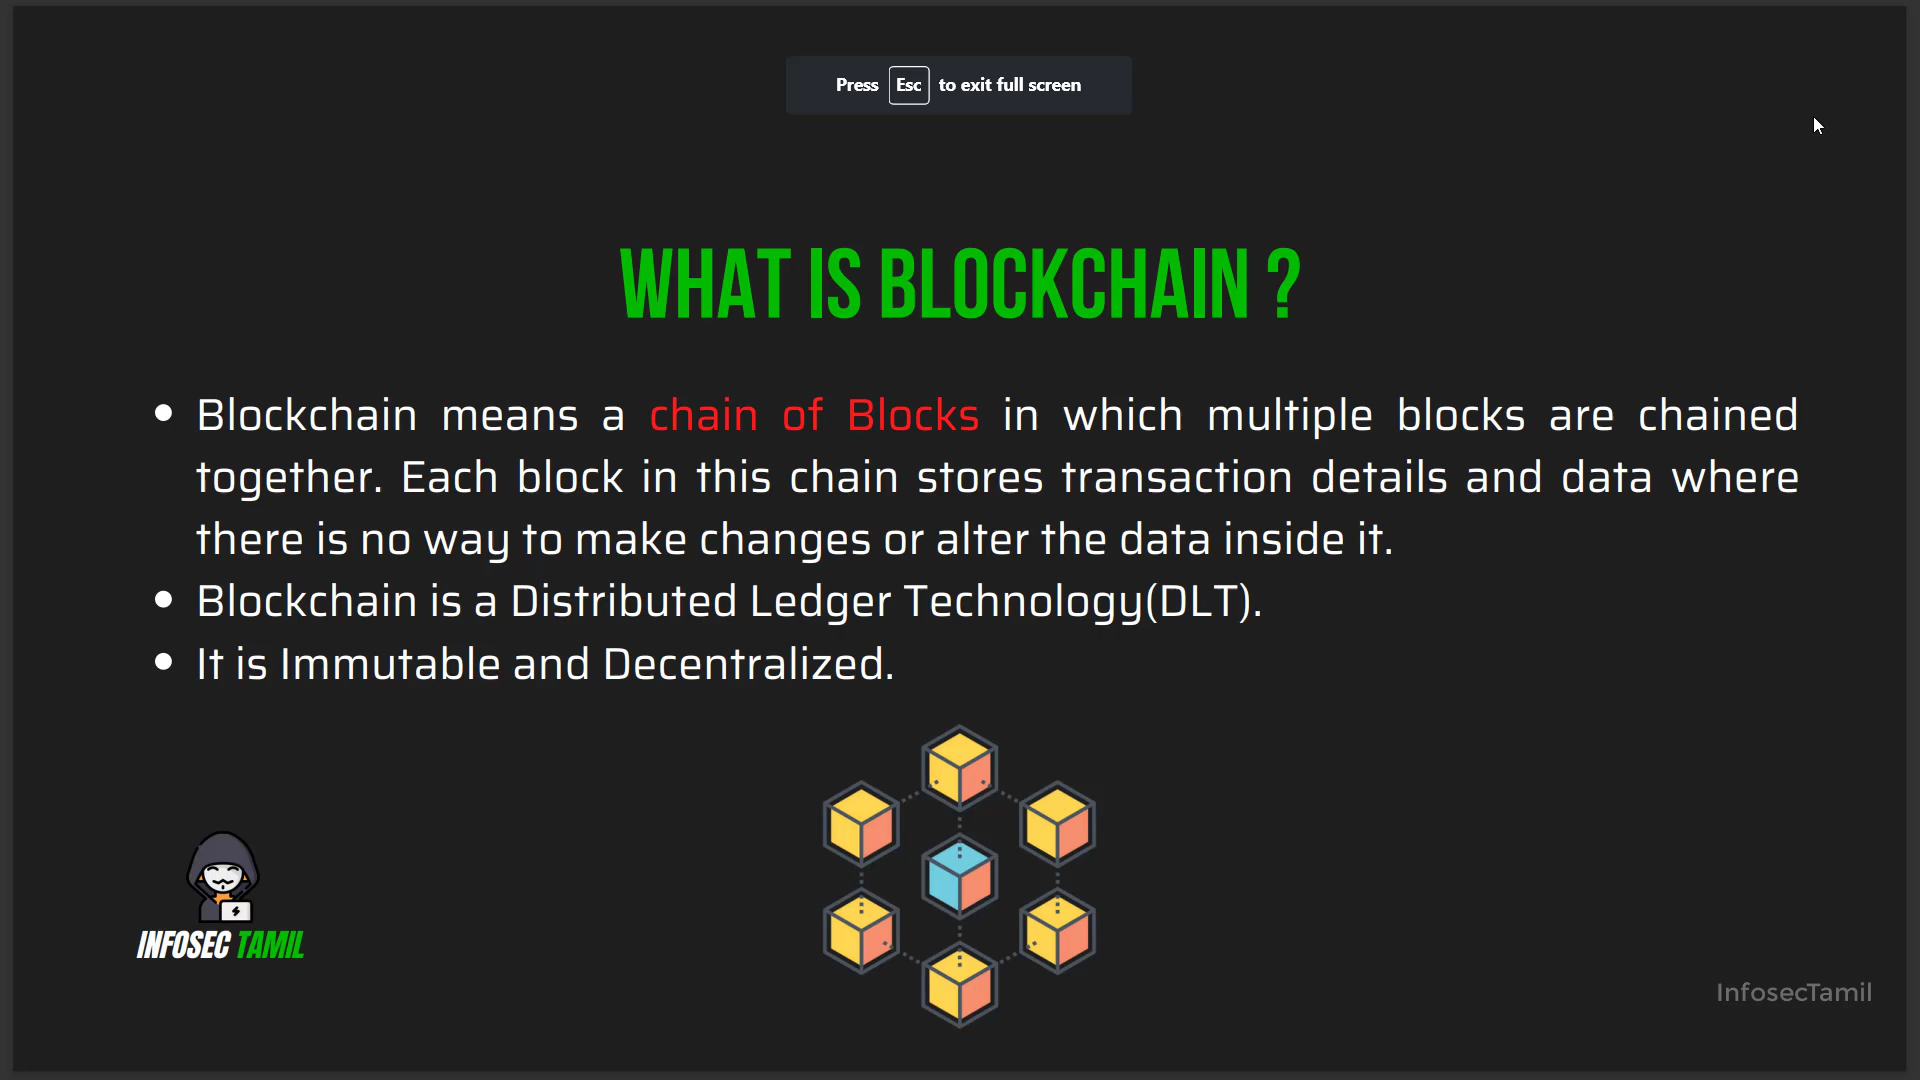 Press Esc to exit full screen
WHAT IS BLOCKCHAIN ?
Blockchain means a chain of Blocks in which multiple blocks are chained
together. Each block in this chain stores transaction details and data where
there is no way to make changes or alter the data inside it.
Blockchain is a Distributed Ledger Technology(DLT).
It is Immutable and Decentralized.
INFOSEC TAMIL
InfosecTamil